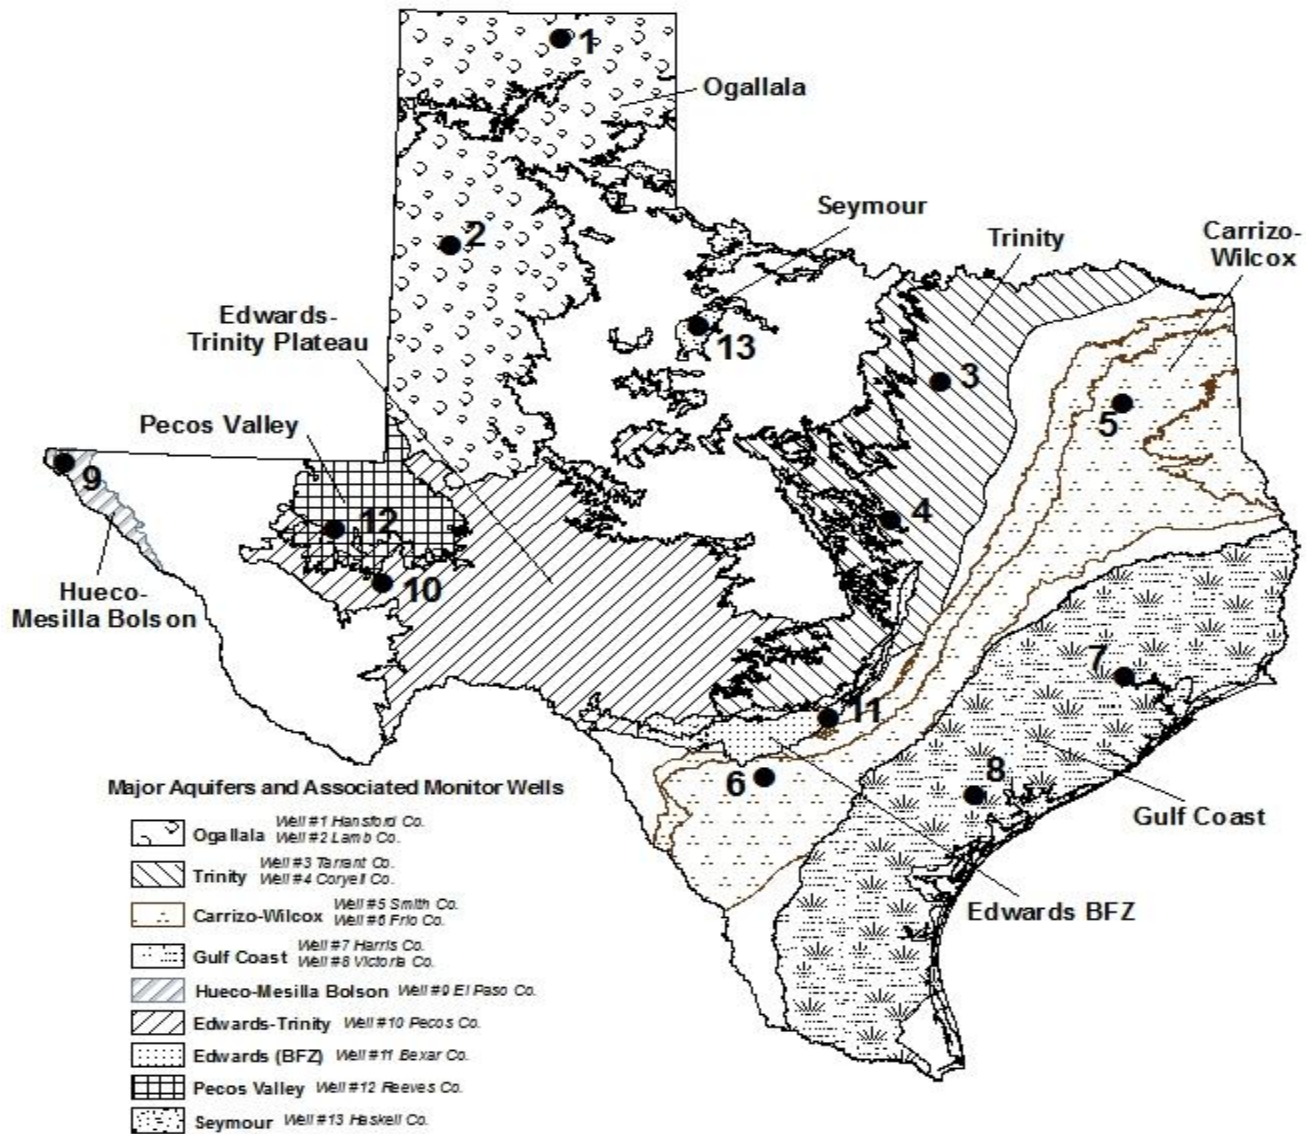 1
Ogallala
Seymour
2
Trinity
Carrizo-
Wilcox
Edwards-
Trinity Plateau
13
3
5
Pecos Valley
9
12
4
10
Hueco-
Mesilla Bolson
7
11
6
8
Gulf Coast
Edwards BFZ
Major Aquifers and Associated Monitor Wells
Ogallala Well #1 Hansford Co.
Well #2 Lamb Co.
Trinity Well #3 Tarrant Co.
Well #4 Coryell Co.
Carrizo-Wilcox Well #5 Smith Co.
Well #6 Frio Co.
Gulf Coast Well #7 Harris Co.
Well #8 Victoria Co.
Hueco-Mesilla Bolson Well #9 El Paso Co.
Edwards-Trinity Well #10 Pecos Co.
Edwards (BFZ) Well #11 Bexar Co.
Pecos Valley Well #12 Reeves Co.
Seymour Well #13 Haskell Co.